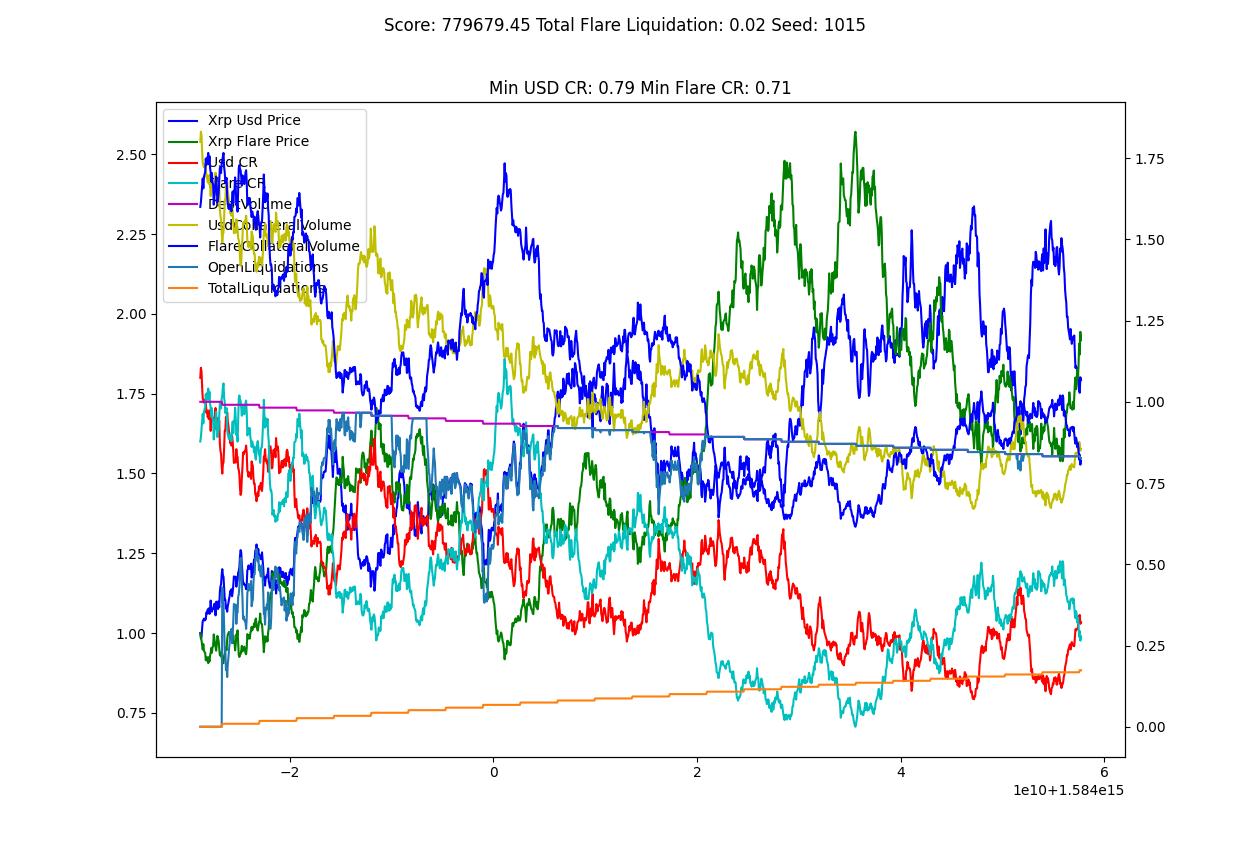 Score: 779679.45 Total Flare Liquidation: 0.02 Seed: 1015
Min USD CR: 0.79 Min Flare CR: 0.71
Xrp Usd Price
Xrp Flare Price
Usd CR
Flare CR
DebtVolume
UsdCollateralVolume
FlareCollateralVolume
OpenLiquidations
TotalLiquidations
2.50
2.25
2.00
1.75
1.50
1.25
1.00
0.75
1.75
1.50
1.25
1.00
0.75
0.50
0.25
0.00
−2 0 2 4 6
1e10+1.584e15